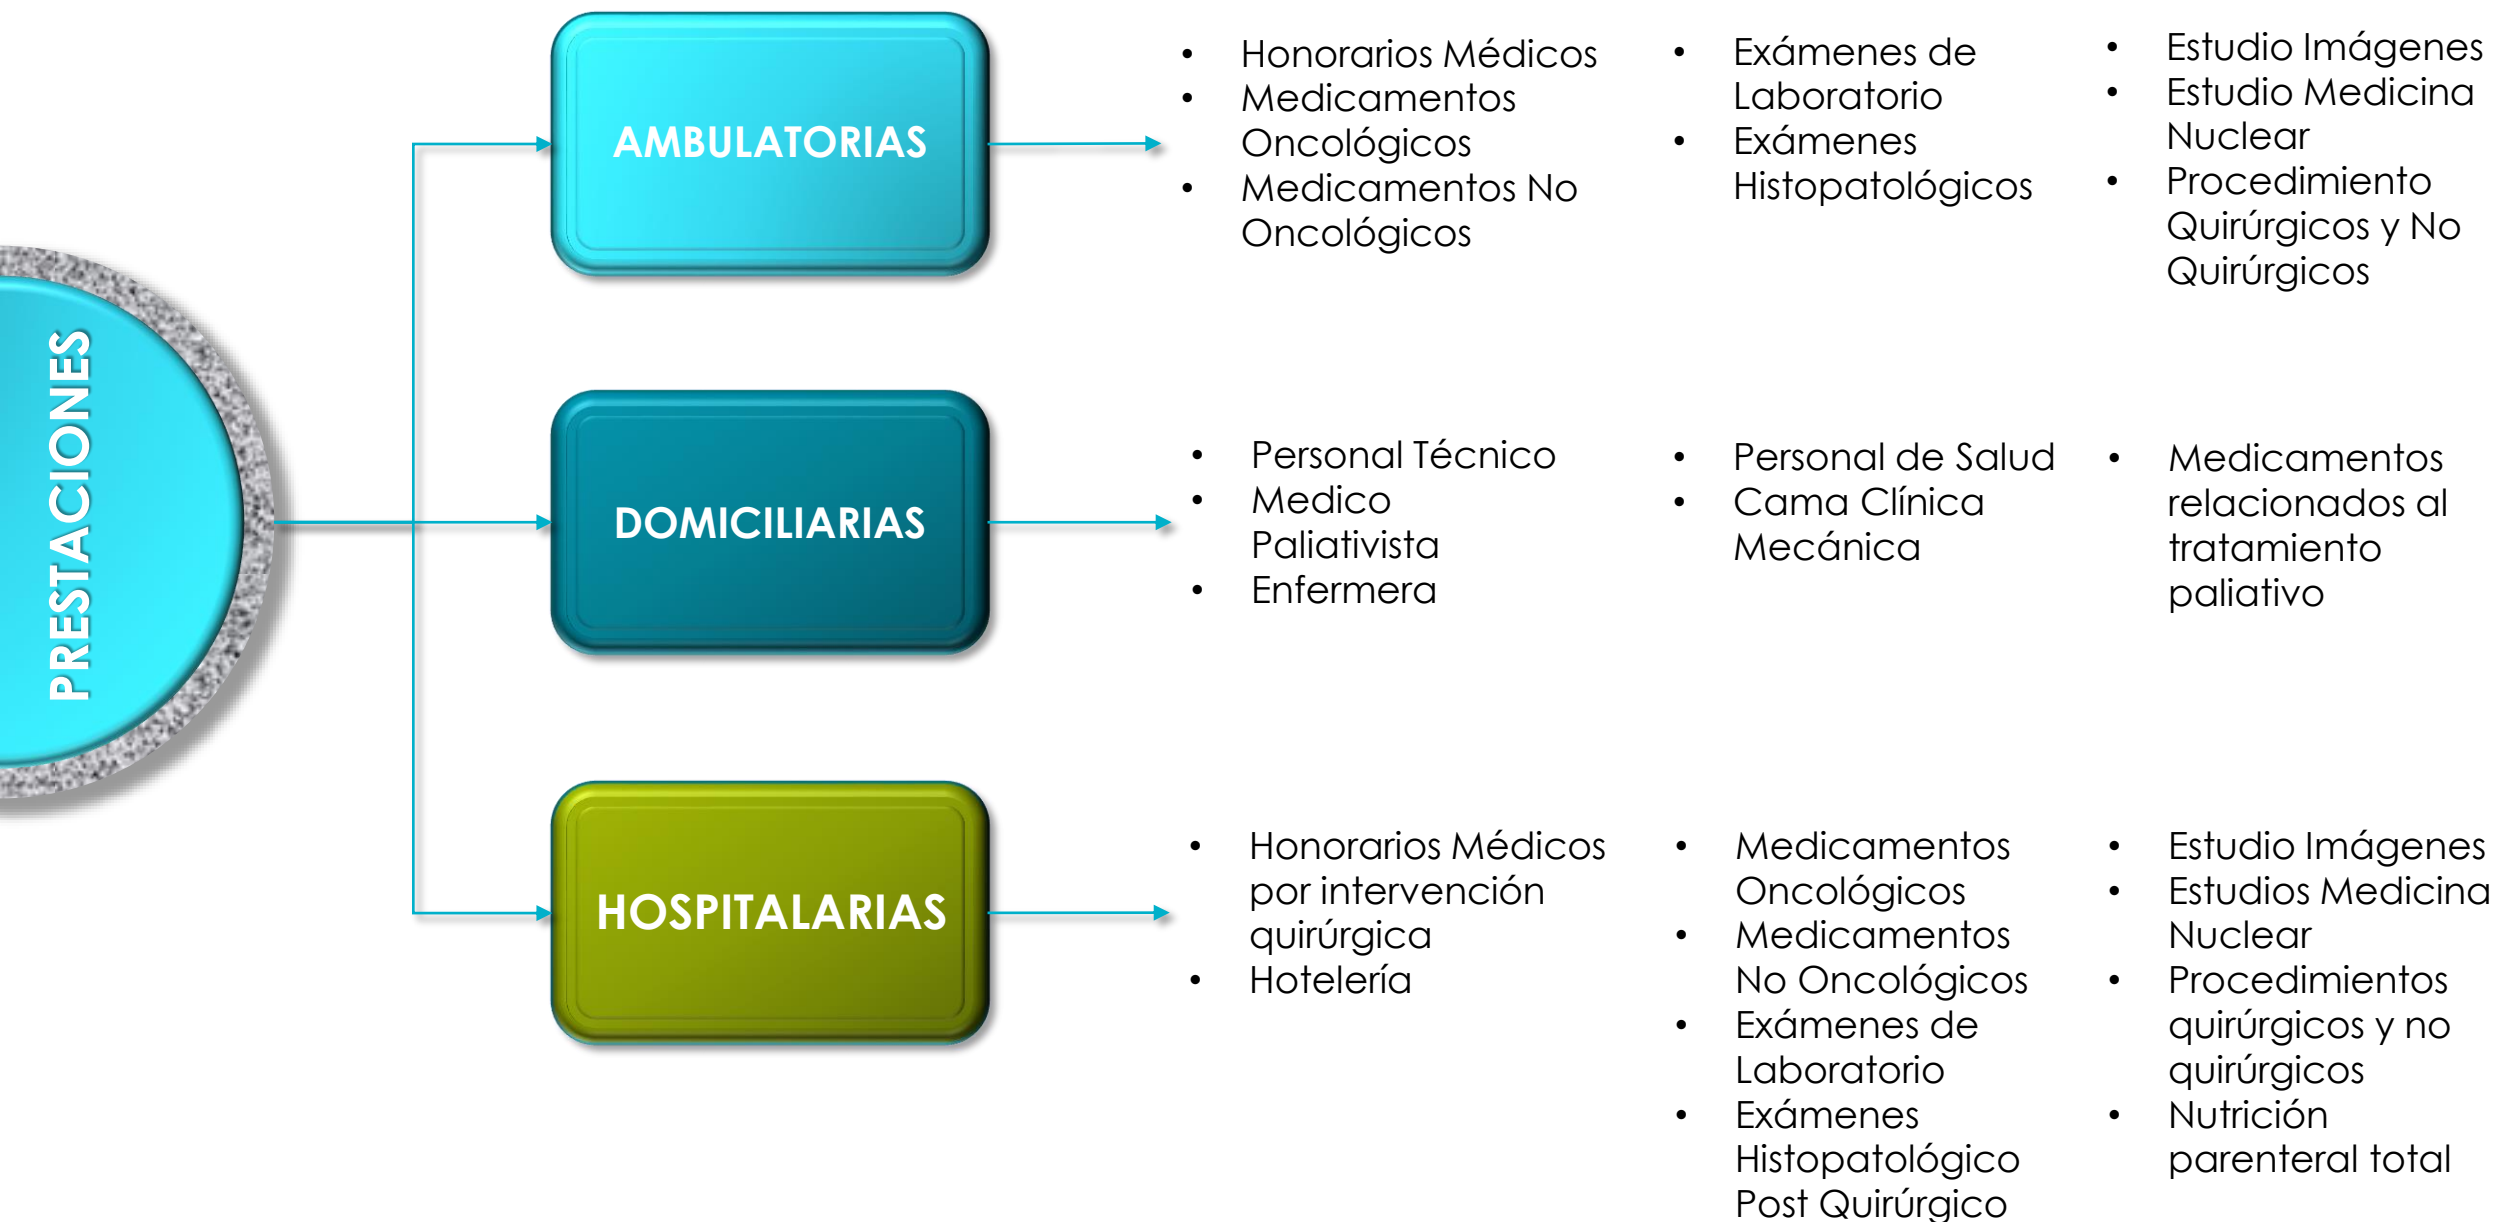 PRESTACIONES
AMBULATORIAS
• Honorarios Médicos
• Medicamentos
Oncológicos
• Medicamentos No
Oncológicos
• Exámenes de
Laboratorio
• Exámenes
Histopatológicos
• Estudio Imágenes
• Estudio Medicina
Nuclear
• Procedimiento
Quirúrgicos y No
Quirúrgicos
DOMICILIARIAS
• Personal Técnico
• Medico
Paliativista
• Enfermera
• Personal de Salud
• Cama Clínica
Mecánica
• Medicamentos
relacionados al
tratamiento
paliativo
HOSPITALARIAS
• Honorarios Médicos
por intervención
quirúrgica
• Hotelería
• Medicamentos
Oncológicos
• Medicamentos
No Oncológicos
• Exámenes de
Laboratorio
• Exámenes
Histopatológico
Post Quirúrgico
• Estudio Imágenes
• Estudios Medicina
Nuclear
• Procedimientos
quirúrgicos y no
quirúrgicos
• Nutrición
parenteral total